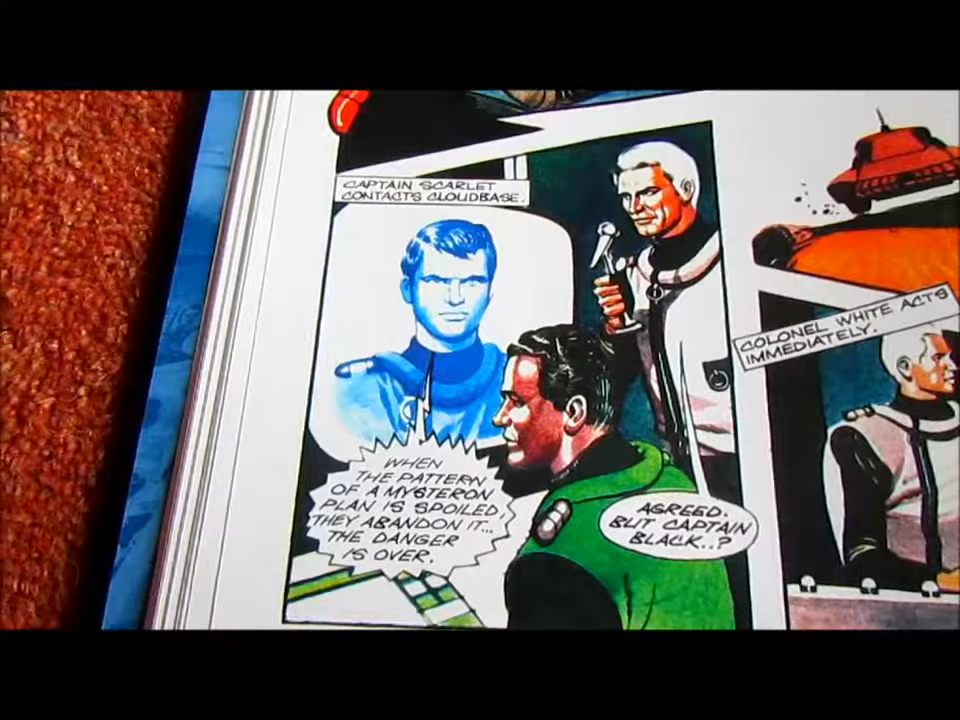 CAPTAIN SCARLET
CONTACTS CLOUDBASE.
WHEN
THE PATTERN
OF A MYSTERON
PLAN IS SPOILED,
THEY ABANDON IT...
THE DANGER
IS OVER.
AGREED.
BUT CAPTAIN
BLACK..?
COLONEL WHITE ACTS
IMMEDIATELY.